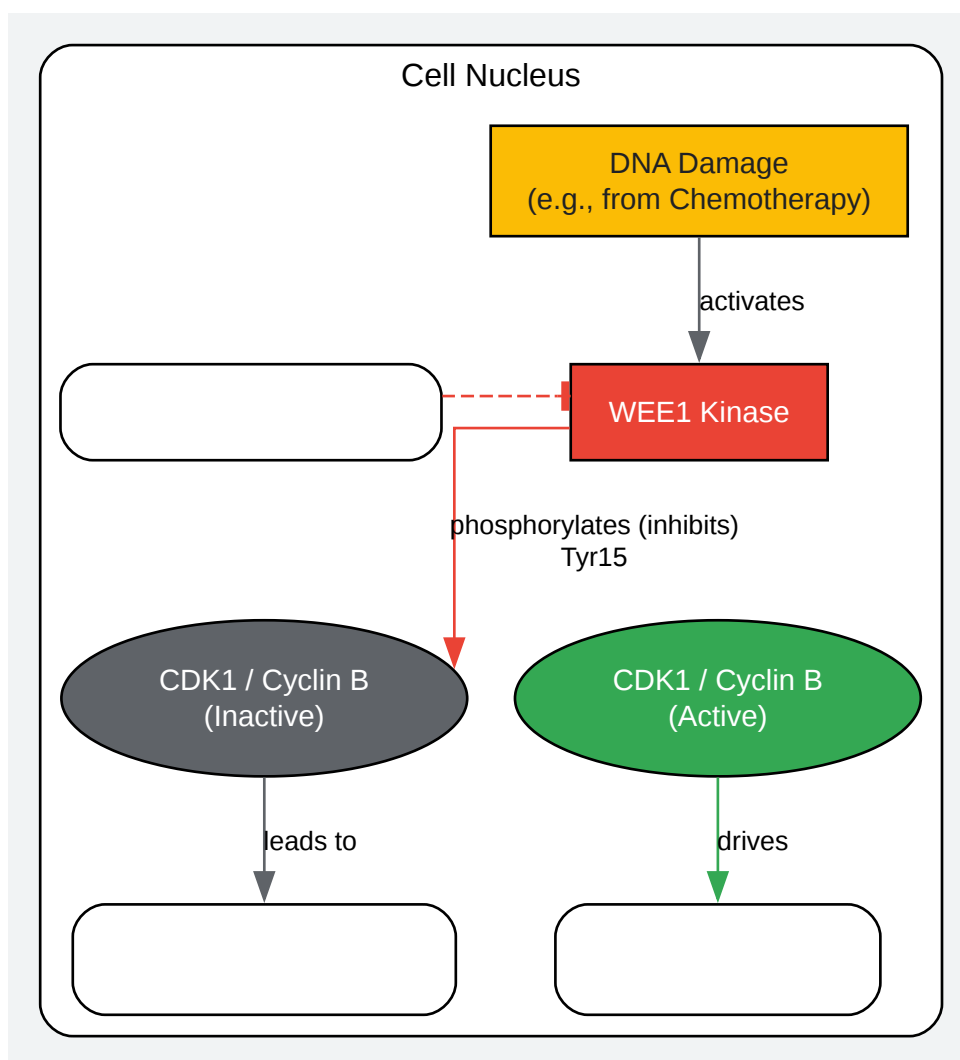 Cell Nucleus
DNA Damage
(e.g., from Chemotherapy)
activates
WEE1 Kinase
phosphorylates (inhibits)
Tyr15
CDK1 / Cyclin B
(Inactive)
CDK1 / Cyclin B
(Active)
leads to
drives